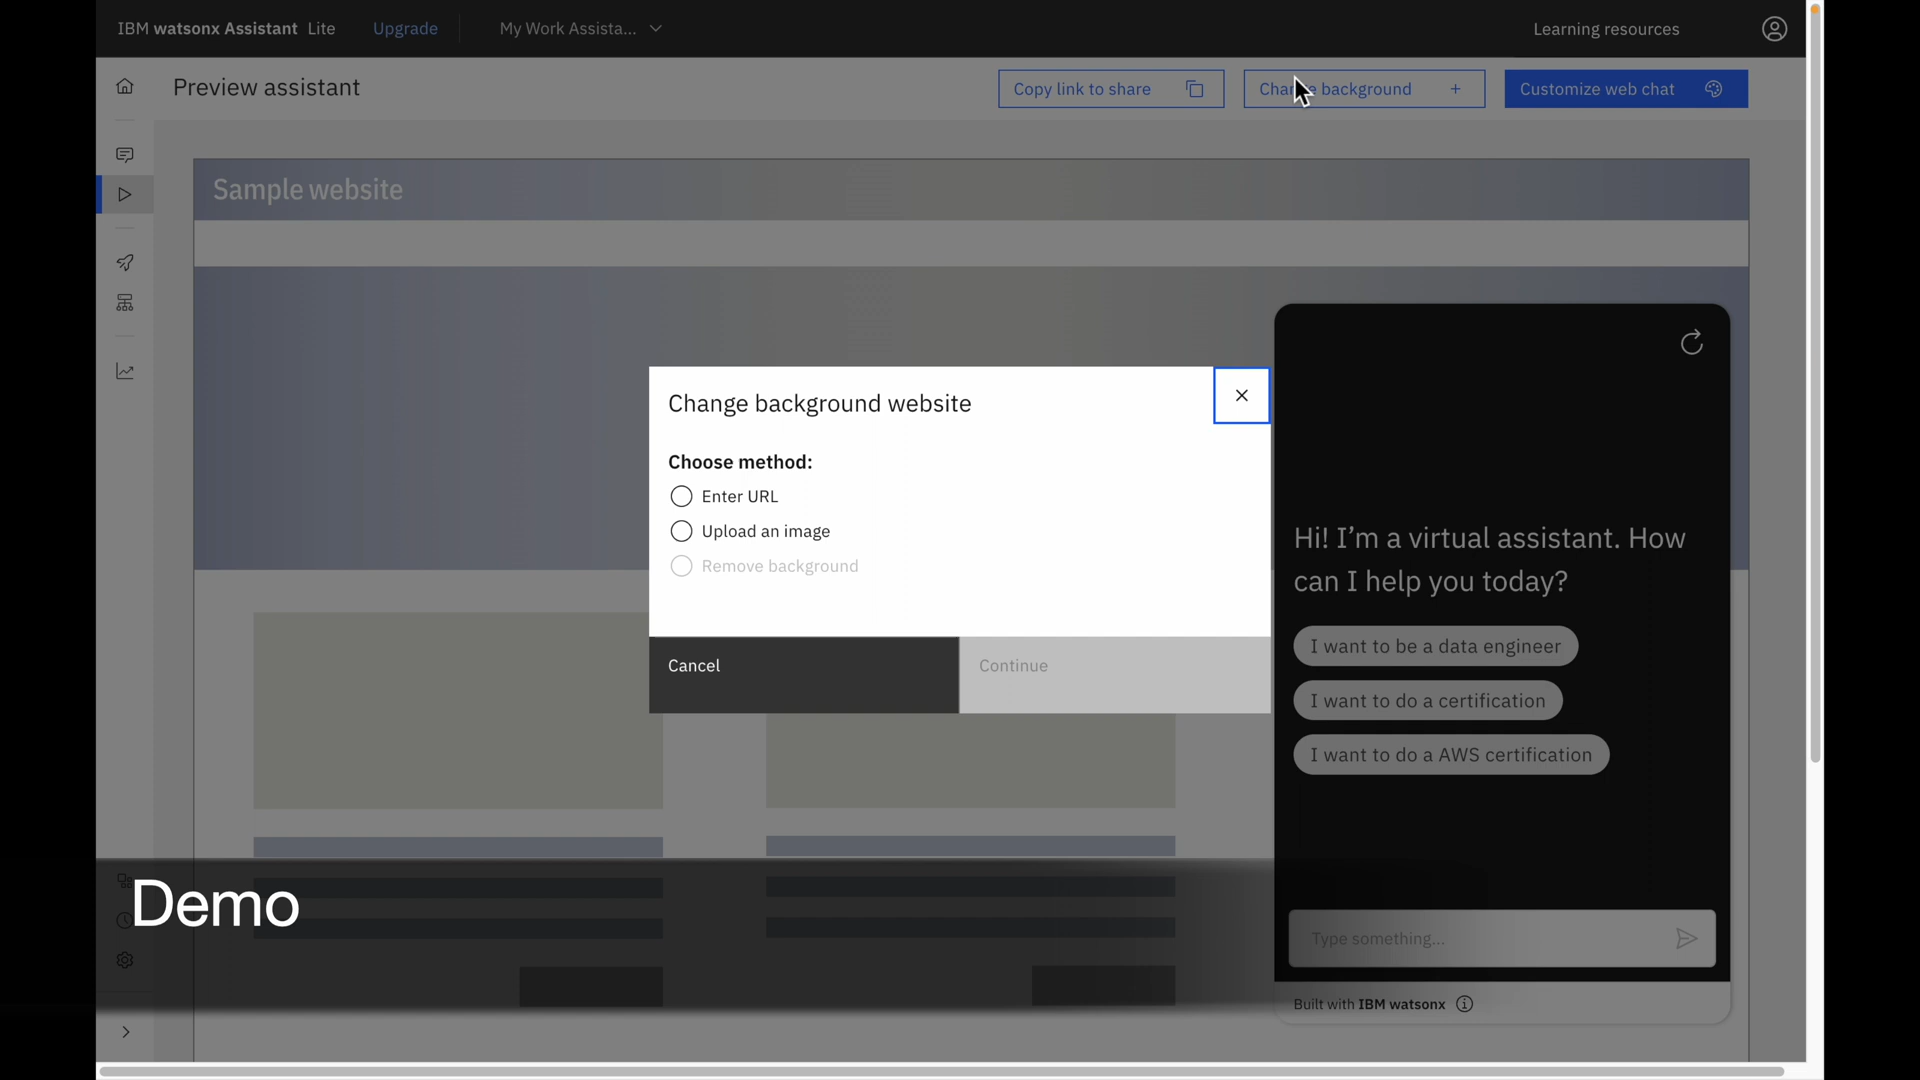 IBM watsonx Assistant Lite
Upgrade
My Work Assista...
Learning resources
Preview assistant
Copy link to share
Change background +
Customize web chat
Sample website
Change background website
Choose method:
Enter URL
Upload an image
Remove background
Cancel
Continue
Hi! I’m a virtual assistant. How
can I help you today?
I want to be a data engineer
I want to do a certification
I want to do a AWS certification
Type something...
Built with IBM watsonx
Demo